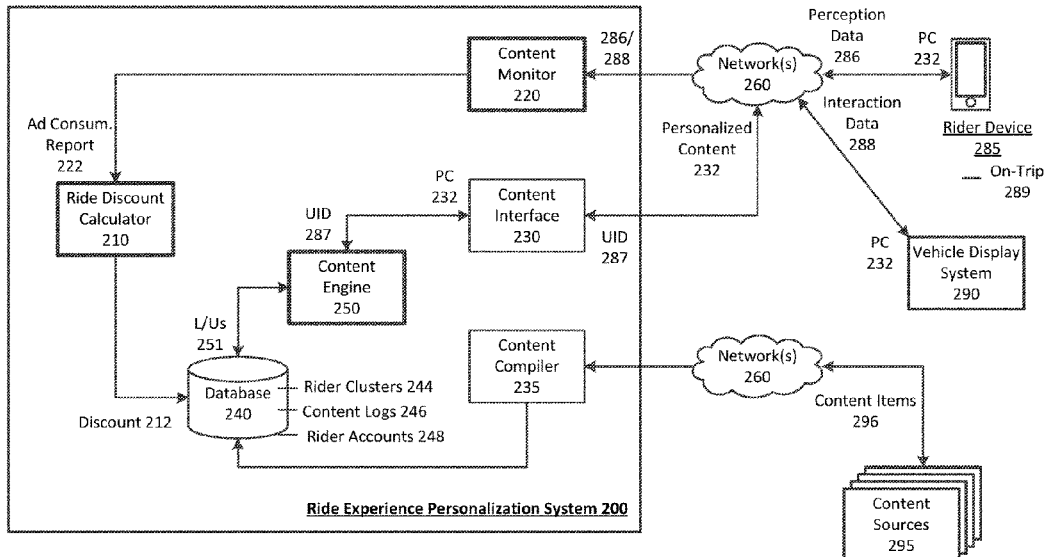 Content
Monitor
220
286/
288
Network(s)
260
Perception
Data
286
PC
232
Interaction
Data
288
Rider Device
285
On-Trip
289
Ad Consum.
Report
222
Personalized
Content
232
Ride Discount
Calculator
210
UID
287
PC
232
Content
Interface
230
UID
287
Content
Engine
250
PC
232
Vehicle Display
System
290
L/Us
251
Content
Compiler
235
Network(s)
260
Database
240
Rider Clusters 244
Content Logs 246
Rider Accounts 248
Discount 212
Content Items
296
Ride Experience Personalization System 200
Content
Sources
295